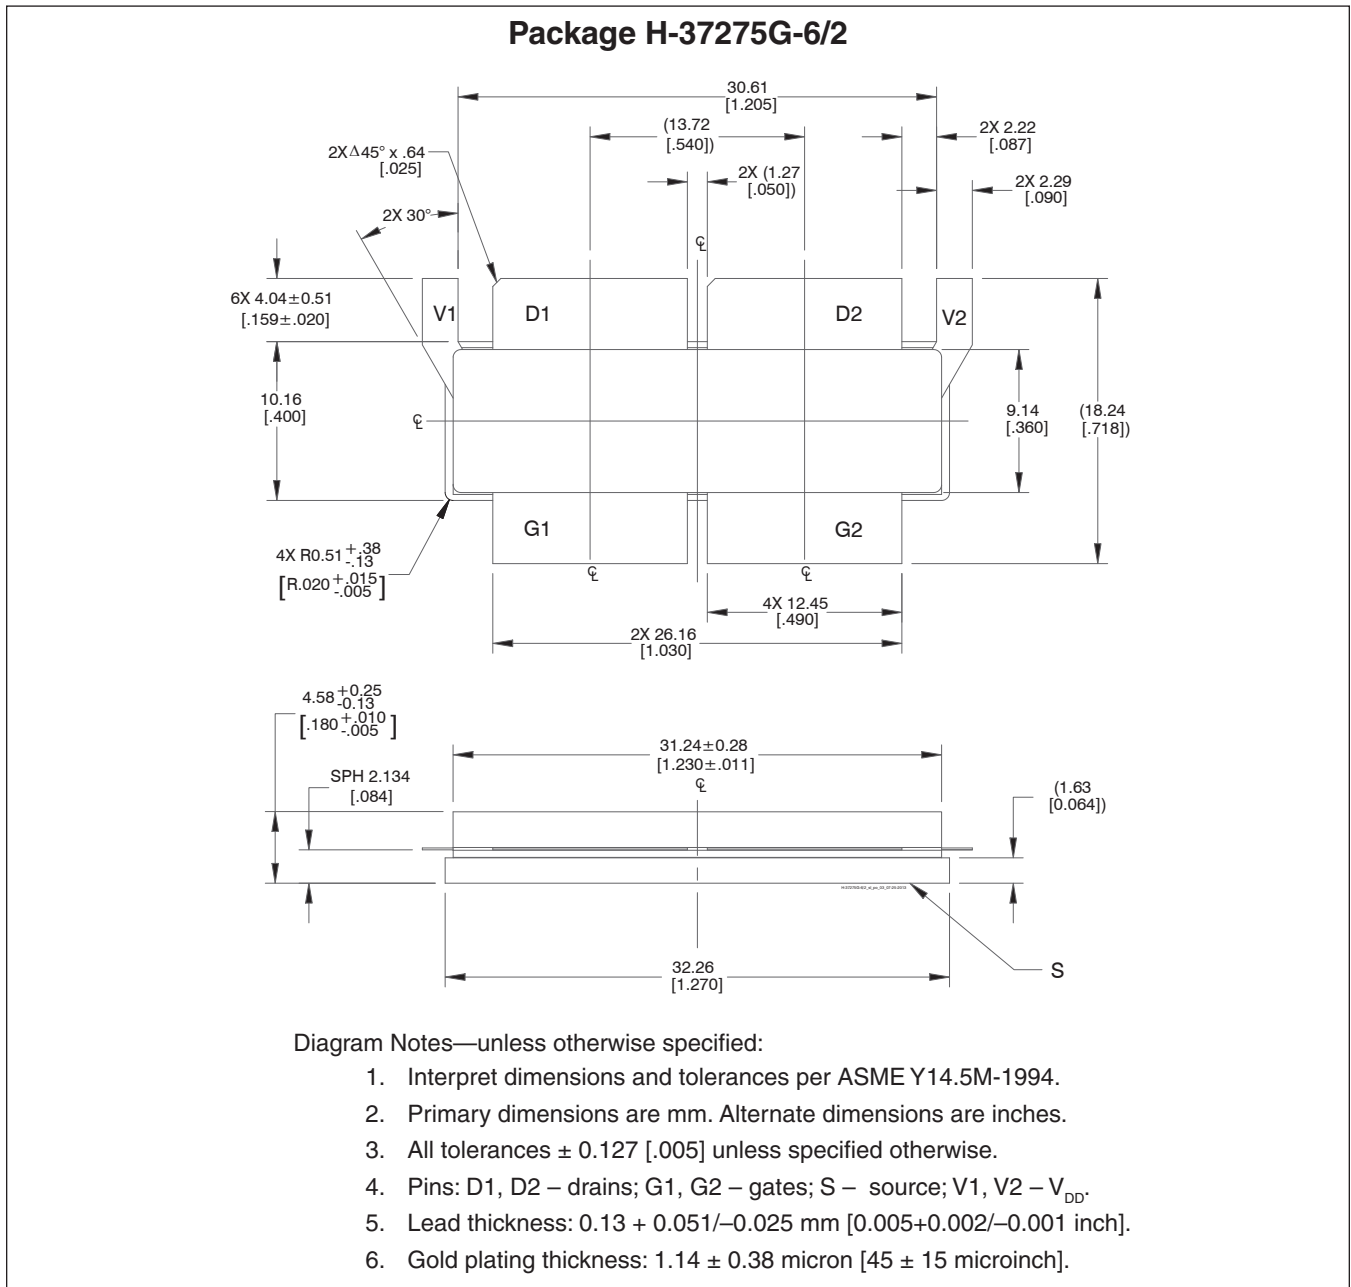 Package H-37275G-6/2
30.61
[1.205]
(13.72
[.540])
2X 2.22
[.087]
2X Δ45° x .64
[.025]
2X (1.27
[.050])
2X 2.29
[.090]
2X 30°
℄
6X 4.04±0.51
[.159±.020]
V1
D1
D2
V2
10.16
[.400]
℄
9.14
[.360]
(18.24
[.718])
G1
G2
4X R0.51 +.38
-.13
[R.020 +.015
-.005 ]
℄
℄
4X 12.45
[.490]
2X 26.16
[1.030]
4.58 +0.25
-0.13
[.180 +.010
-.005 ]
31.24±0.28
[1.230±.011]
℄
SPH 2.134
[.084]
(1.63
[0.064])
32.26
[1.270]
S
Diagram Notes—unless otherwise specified:
1. Interpret dimensions and tolerances per ASME Y14.5M-1994.
2. Primary dimensions are mm. Alternate dimensions are inches.
3. All tolerances ± 0.127 [.005] unless specified otherwise.
4. Pins: D1, D2 – drains; G1, G2 – gates; S – source; V1, V2 – VDD.
5. Lead thickness: 0.13 + 0.051/–0.025 mm [0.005+0.002/–0.001 inch].
6. Gold plating thickness: 1.14 ± 0.38 micron [45 ± 15 microinch].